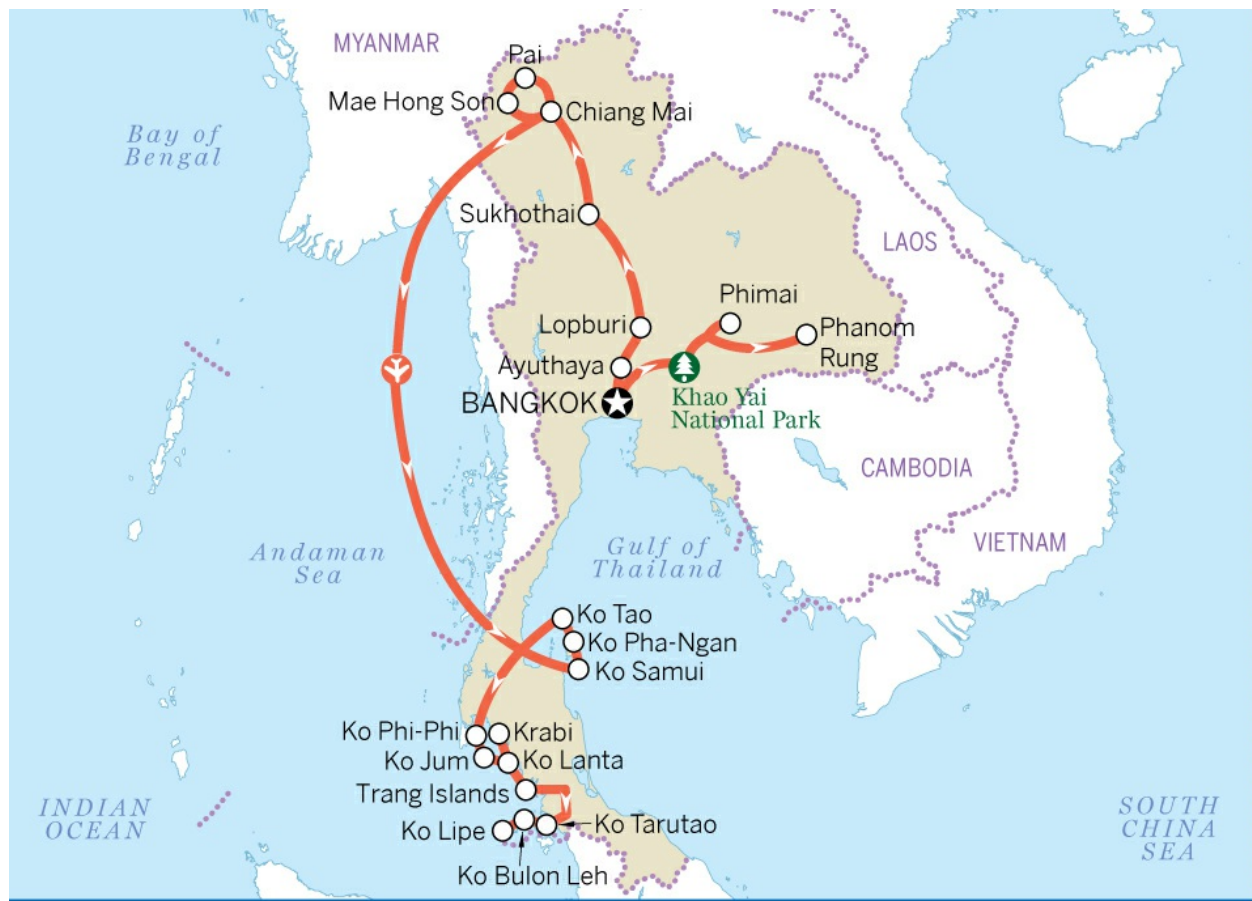 MYANMAR
Pai
Mae Hong Son
Chiang Mai
Bay of
Bengal
Sukhothai
LAOS
Phimai
Lopburi
Phanom
Rung
Ayuthaya
BANGKOK
Khao Yai
National Park
CAMBODIA
VIETNAM
Andaman
Sea
Gulf of
Thailand
Ko Tao
Ko Pha-Ngan
Ko Samui
Ko Phi-Phi
Krabi
Ko Jum
Ko Lanta
Trang Islands
INDIAN
OCEAN
SOUTH
CHINA
SEA
Ko Lipe
Ko Tarutao
Ko Bulon Leh